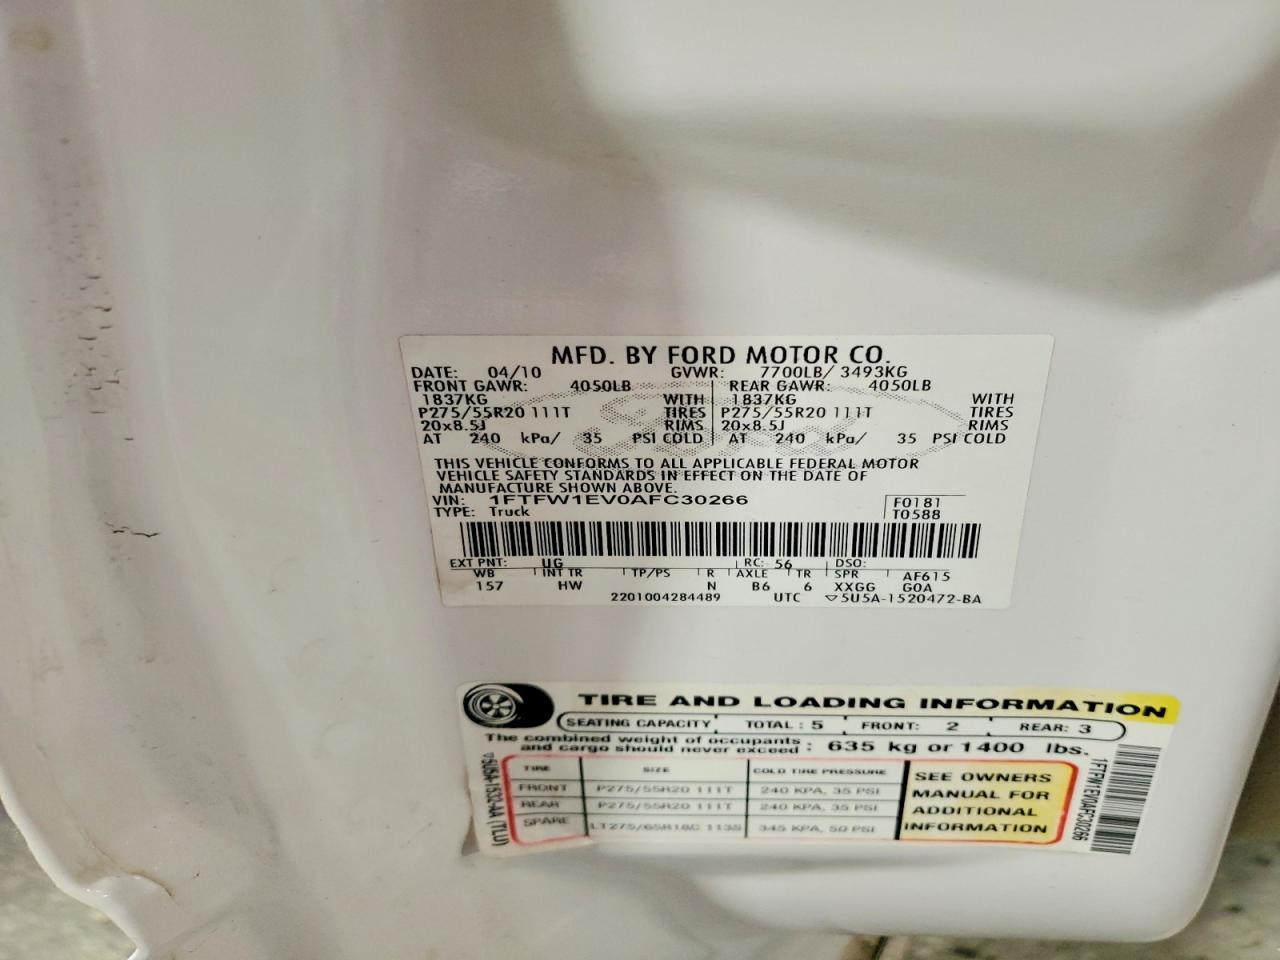 MFD. BY FORD MOTOR CO.
DATE: 04/10 GVWR: 7700LB/ 3493KG
FRONT GAWR: 4050LB REAR GAWR: 4050LB
1837KG WITH 1837KG WITH
P275/55R20 111T TIRES P275/55R20 111T TIRES
20x8.5J RIMS 20x8.5J RIMS
AT 240 kPa/ 35 PSI COLD AT 240 kPa/ 35 PSI COLD
Ford
THIS VEHICLE CONFORMS TO ALL APPLICABLE FEDERAL MOTOR
VEHICLE SAFETY STANDARDS IN EFFECT ON THE DATE OF
MANUFACTURE SHOWN ABOVE.
VIN: 1FTFW1EV0AFC30266 F0181
TYPE: Truck T0588
EXT PNT: UG RC: 56 DSO:
WB INT TR TP/PS R AXLE TR SPR AF615
157 HW N B6 6 XXGG G0A
2201004284489 UTC ▽5U5A-1520472-BA
TIRE AND LOADING INFORMATION
SEATING CAPACITY TOTAL : 5 FRONT: 2 REAR: 3
The combined weight of occupants
and cargo should never exceed : 635 kg or 1400 lbs.
TIRE SIZE COLD TIRE PRESSURE
FRONT P275/55R20 111T 240 KPA, 35 PSI
REAR P275/55R20 111T 240 KPA, 35 PSI
SPARE LT275/65R18C 113S 345 KPA, 50 PSI
SEE OWNERS
MANUAL FOR
ADDITIONAL
INFORMATION
▽5U5A-1532-AA (TLU)
1FTFW1EV0AFC30266